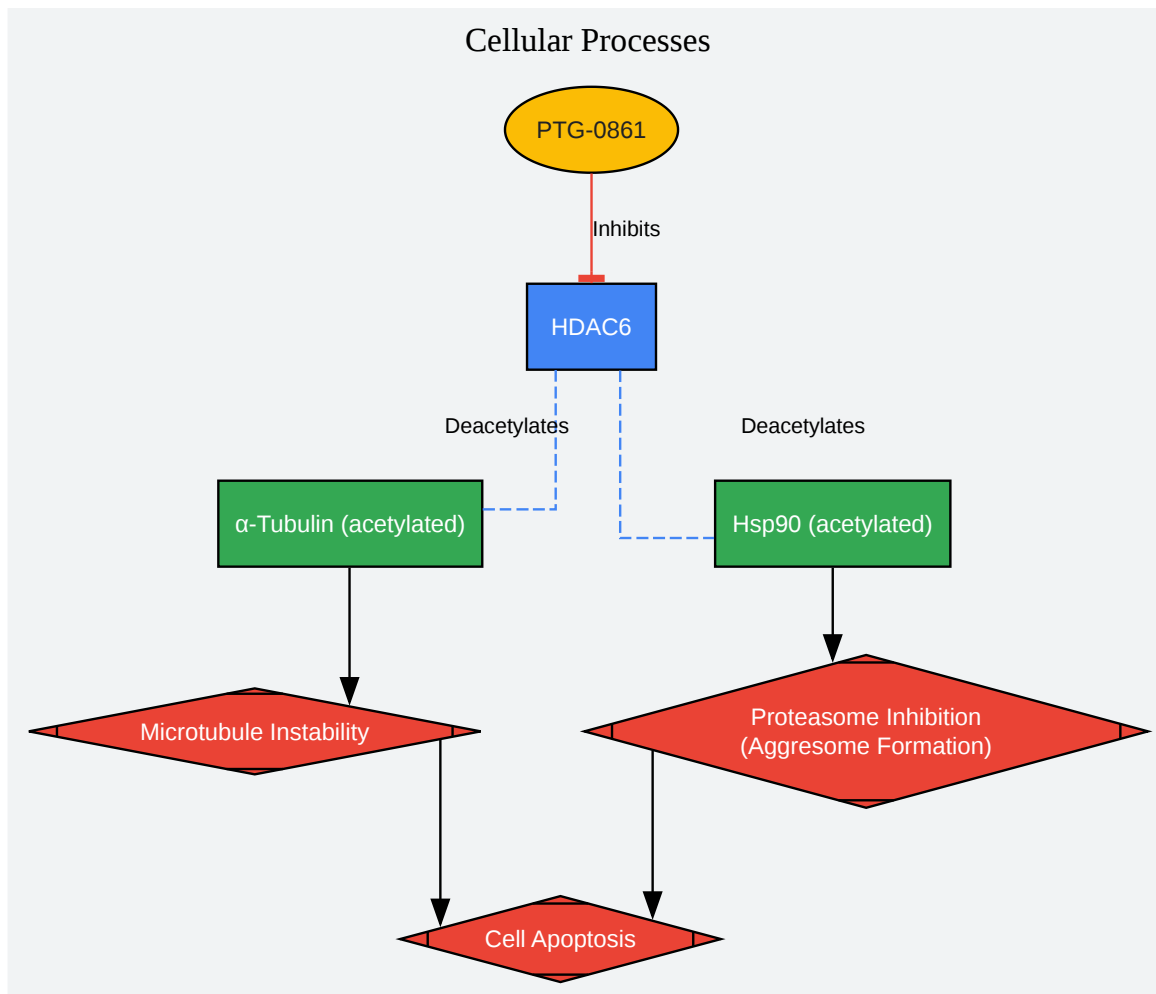 Cellular Processes
PTG-0861
Inhibits
HDAC6
Deacetylates
Deacetylates
α-Tubulin (acetylated)
Hsp90 (acetylated)
Microtubule Instability
Proteasome Inhibition
(Aggresome Formation)
Cell Apoptosis